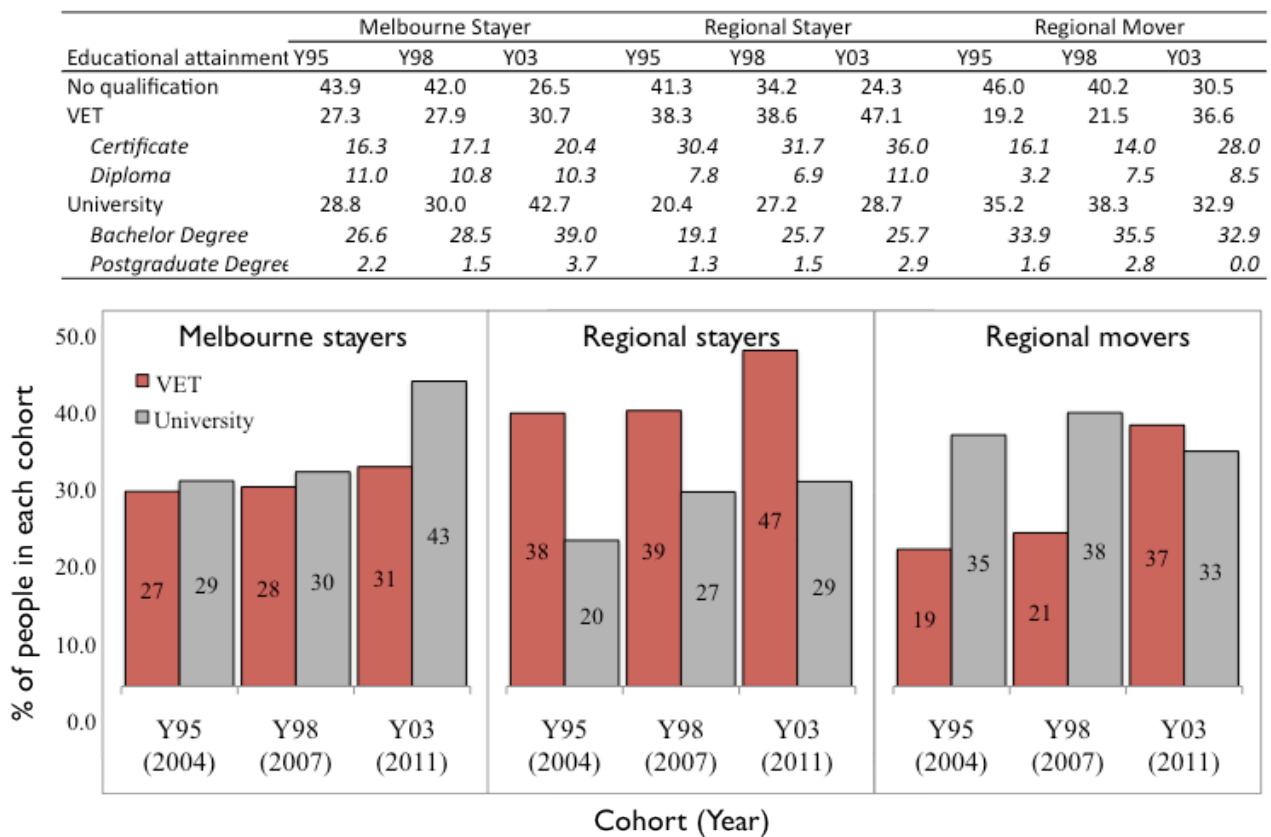 Melbourne Stayer Regional Stayer Regional Mover
Educational attainment Y95 Y98 Y03 Y95 Y98 Y03 Y95 Y98 Y03
No qualification 43.9 42.0 26.5 41.3 34.2 24.3 46.0 40.2 30.5
VET 27.3 27.9 30.7 38.3 38.6 47.1 19.2 21.5 36.6
Certificate 16.3 17.1 20.4 30.4 31.7 36.0 16.1 14.0 28.0
Diploma 11.0 10.8 10.3 7.8 6.9 11.0 3.2 7.5 8.5
University 28.8 30.0 42.7 20.4 27.2 28.7 35.2 38.3 32.9
Bachelor Degree 26.6 28.5 39.0 19.1 25.7 25.7 33.9 35.5 32.9
Postgraduate Degree 2.2 1.5 3.7 1.3 1.5 2.9 1.6 2.8 0.0
% of people in each cohort
50.0
40.0
30.0
20.0
10.0
0.0
Melbourne stayers
VET
University
27 29 28 30 31 43
Y95 Y98 Y03
(2004) (2007) (2011)
Regional stayers
38 20 39 27 47 29
Y95 Y98 Y03
(2004) (2007) (2011)
Regional movers
19 35 21 38 37 33
Y95 Y98 Y03
(2004) (2007) (2011)
Cohort (Year)